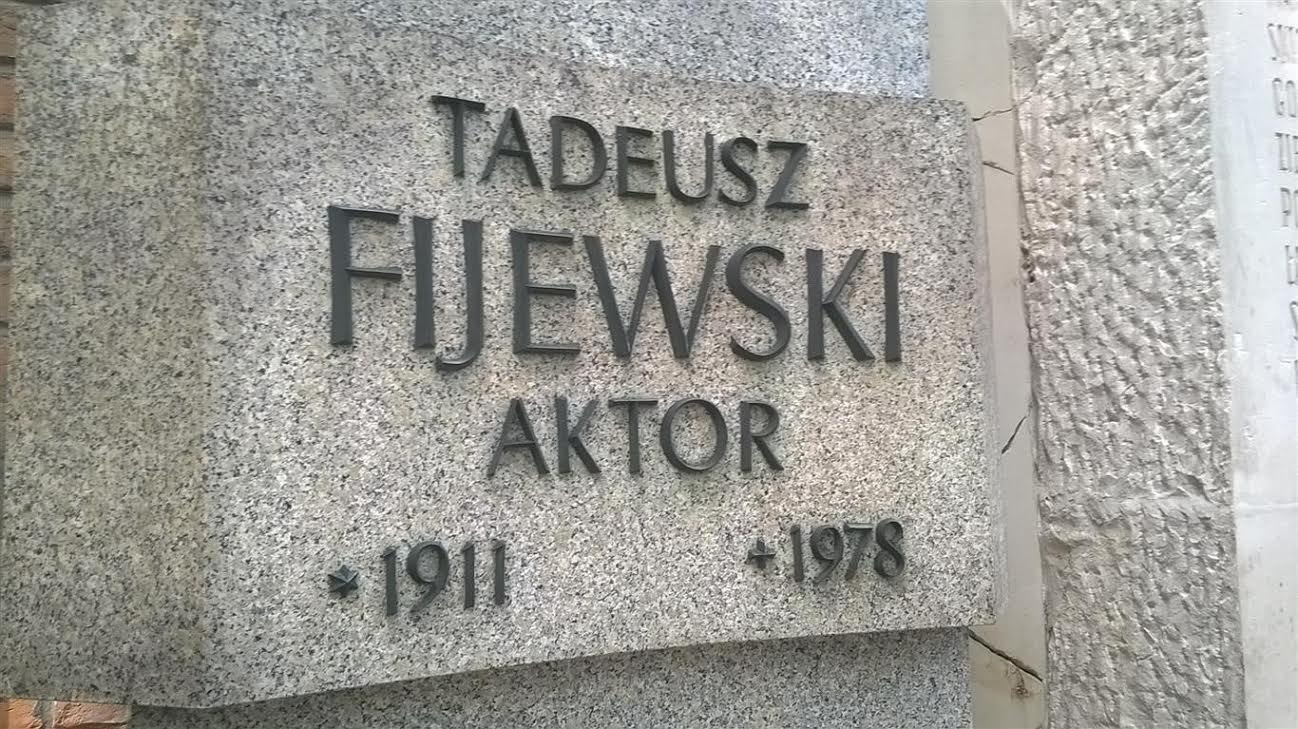 TADEUSZ
FIJEWSKI
AKTOR
* 1911 + 1978